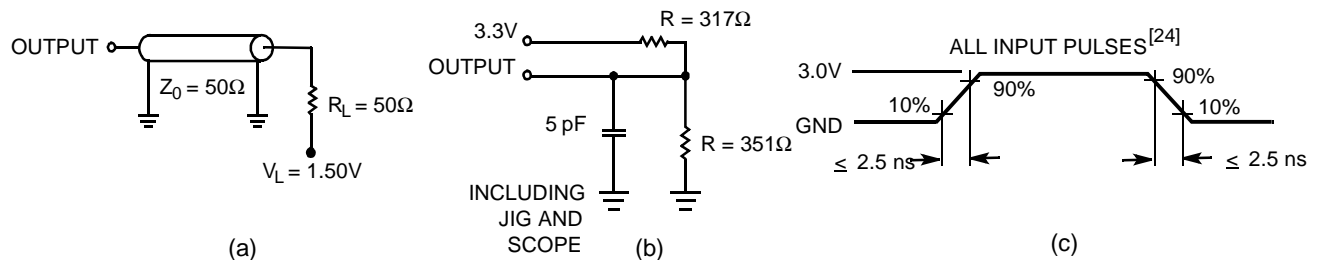 OUTPUT
Z0 = 50Ω
RL = 50Ω
VL = 1.50V
(a)
R = 317Ω
3.3V
OUTPUT
5 pF
R = 351Ω
INCLUDING
JIG AND
SCOPE
(b)
ALL INPUT PULSES[24]
3.0V
90%
90%
10%
10%
GND
≤ 2.5 ns
≤ 2.5 ns
(c)